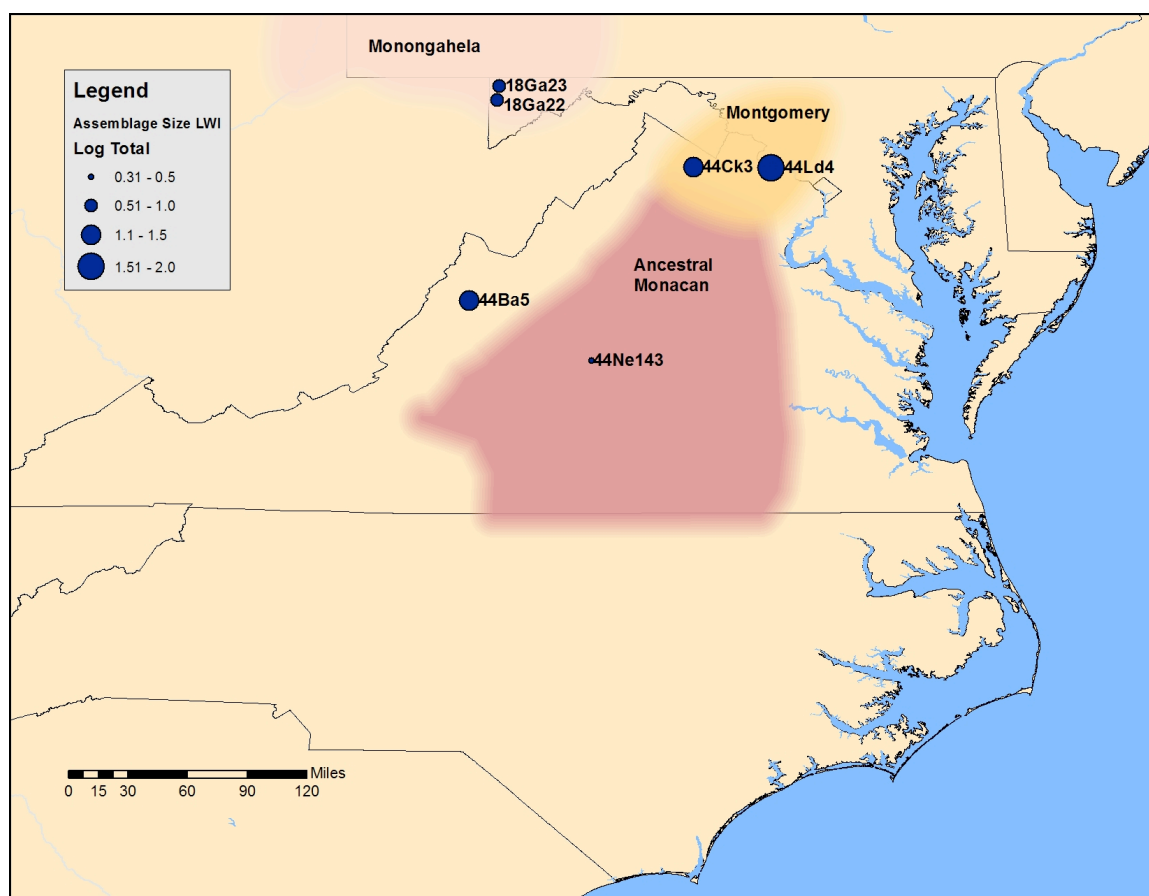 Monongahela
18Ga23
18Ga22
Legend
Assemblage Size LWI
Log Total
0.31 - 0.5
0.51 - 1.0
1.1 - 1.5
1.51 - 2.0
Montgomery
44Ck3
44Ld4
Ancestral
Monacan
44Ba5
44Ne143
Miles
0 15 30 60 90 120